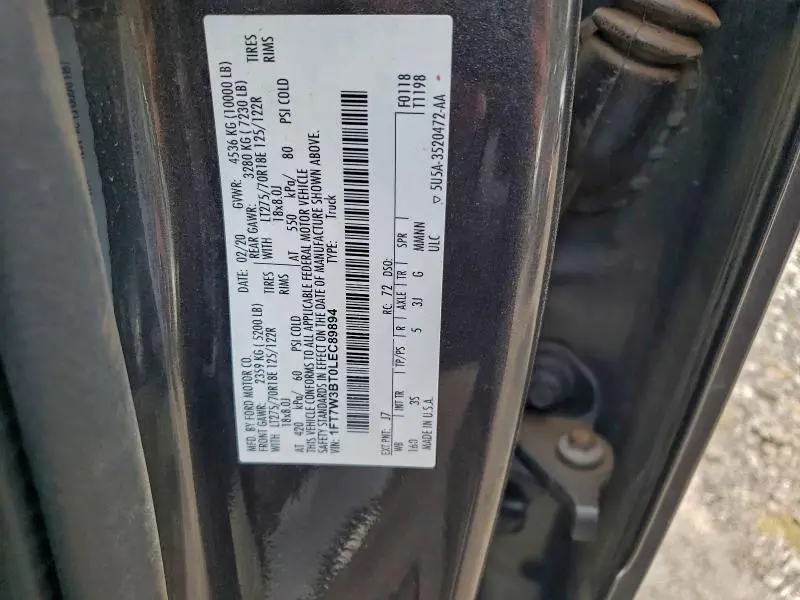 MFD. BY FORD MOTOR CO.
DATE: 02/20 GVWR: 4536 KG (10000 LB)
FRONT GAWR: 2359 KG (5200 LB) REAR GAWR: 3280 KG (7230 LB)
WITH LT275/70R18E 125/122R TIRES WITH LT275/70R18E 125/122R TIRES
18x8.0J RIMS 18x8.0J RIMS
AT 420 kPa/ 60 PSI COLD AT 550 kPa/ 80 PSI COLD
THIS VEHICLE CONFORMS TO ALL APPLICABLE FEDERAL MOTOR VEHICLE
SAFETY STANDARDS IN EFFECT ON THE DATE OF MANUFACTURE SHOWN ABOVE.
VIN: 1FT7W3BT0LEC89894 TYPE: Truck
F0118
T1198
EXT PNT: J7 RC: 72 DSO:
WB INT TR TP/PS R AXLE TR SPR
160 3S 5 3J G MMMNN
MADE IN U.S.A. ULC
5U5A-3520472-AA